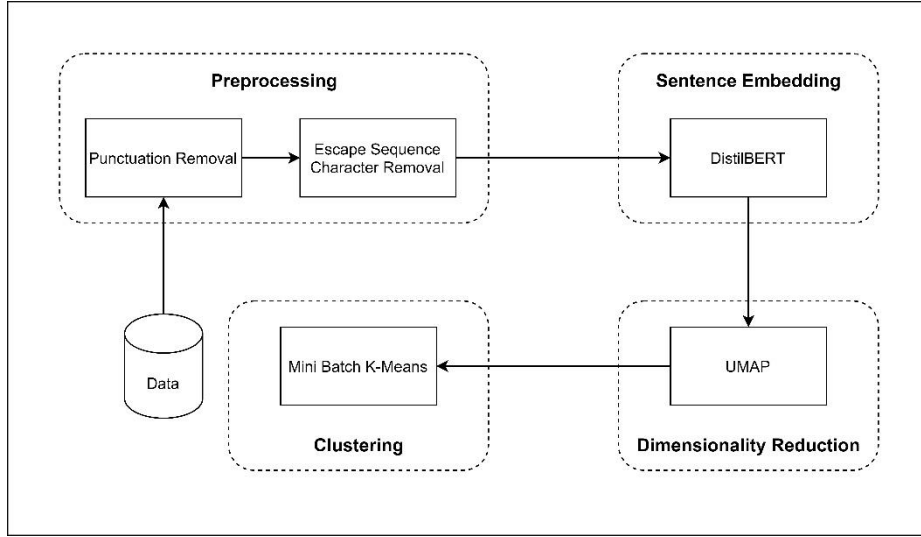 Preprocessing
Punctuation Removal
Escape Sequence
Character Removal
Sentence Embedding
DistilBERT
Data
Mini Batch K-Means
Clustering
UMAP
Dimensionality Reduction